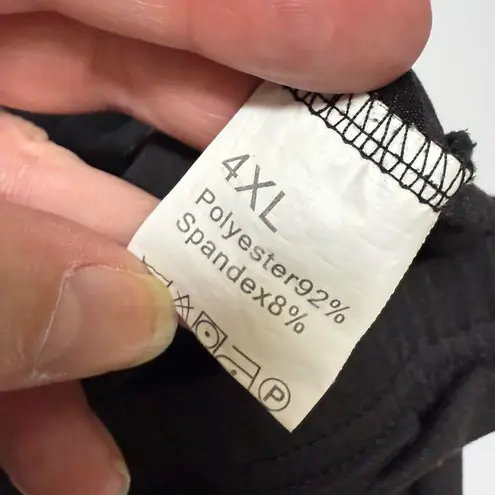 4XL
Polyester92%
Spandex8%
P